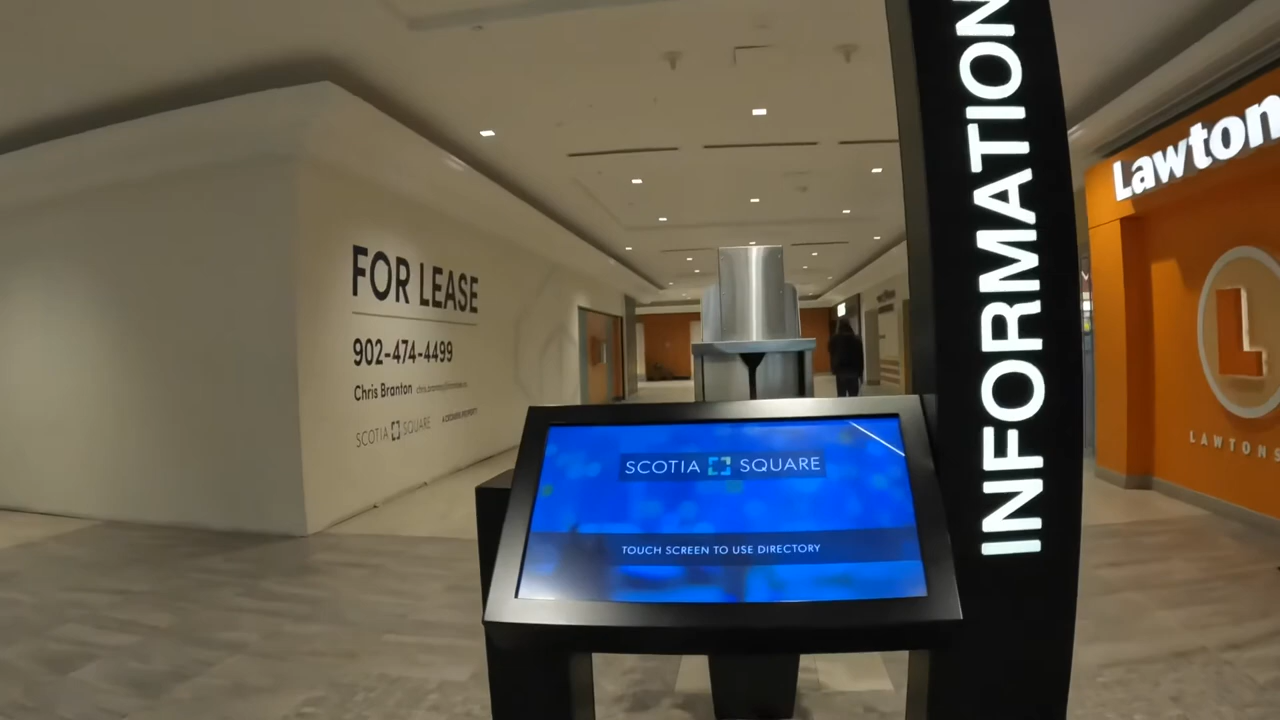 FOR LEASE
902-474-4499
Chris Branton
SCOTIA SQUARE
SCOTIA SQUARE
TOUCH SCREEN TO USE DIRECTORY
INFORMATION
Lawton
L
LAWTONS